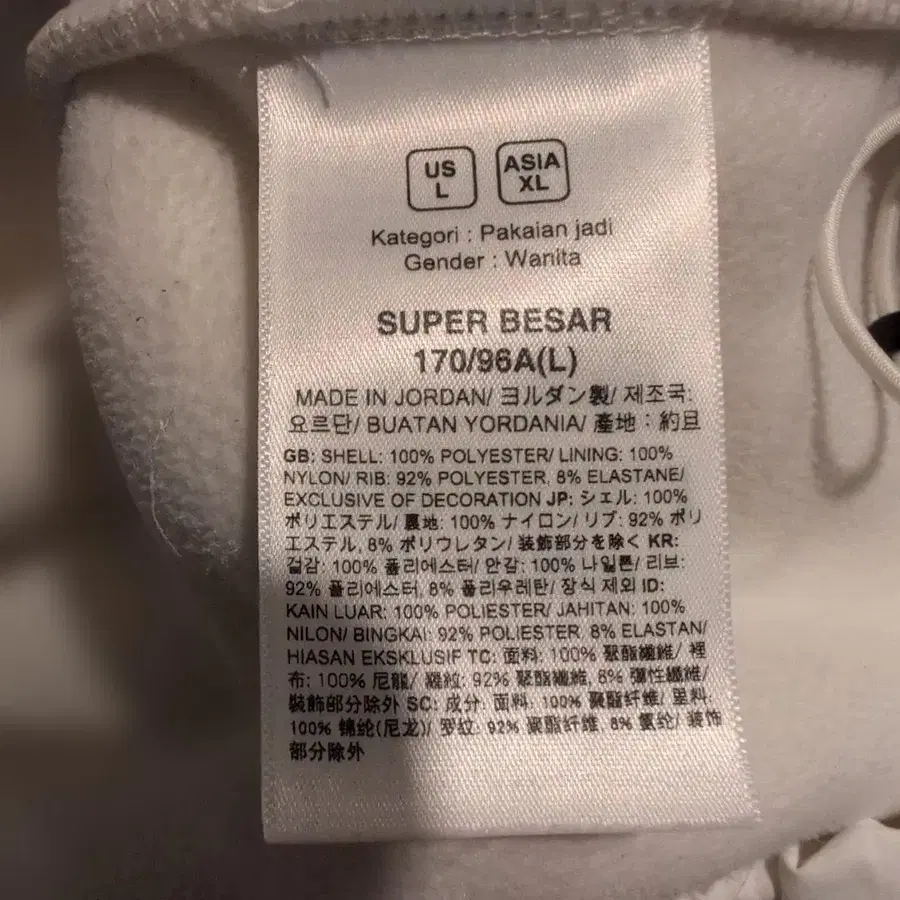 US
L
ASIA
XL
Kategori : Pakaian jadi
Gender : Wanita
SUPER BESAR
170/96A(L)
MADE IN JORDAN/ ヨルダン製/ 제조국:
요르단/ BUATAN YORDANIA/ 產地：約旦
GB: SHELL: 100% POLYESTER/ LINING: 100%
NYLON/ RIB: 92% POLYESTER, 8% ELASTANE/
EXCLUSIVE OF DECORATION JP: シェル: 100%
ポリエステル/ 裏地: 100% ナイロン/ リブ: 92% ポリ
エステル, 8% ポリウレタン/ 装飾部分を除く KR:
겉감: 100% 폴리에스터/ 안감: 100% 나일론/ 리브:
92% 폴리에스터, 8% 폴리우레탄/ 장식 제외 ID:
KAIN LUAR: 100% POLIESTER/ JAHITAN: 100%
NILON/ BINGKAI: 92% POLIESTER, 8% ELASTAN/
HIASAN EKSKLUSIF TC: 面料: 100% 聚酯纖維/ 裡
布: 100% 尼龍/ 羅紋: 92% 聚酯纖維, 8% 彈性纖維/
裝飾部分除外 SC: 成分: 面料: 100% 聚酯纤维/ 里料:
100% 锦纶(尼龙)/ 罗纹: 92% 聚酯纤维, 8% 氨纶/ 装饰
部分除外